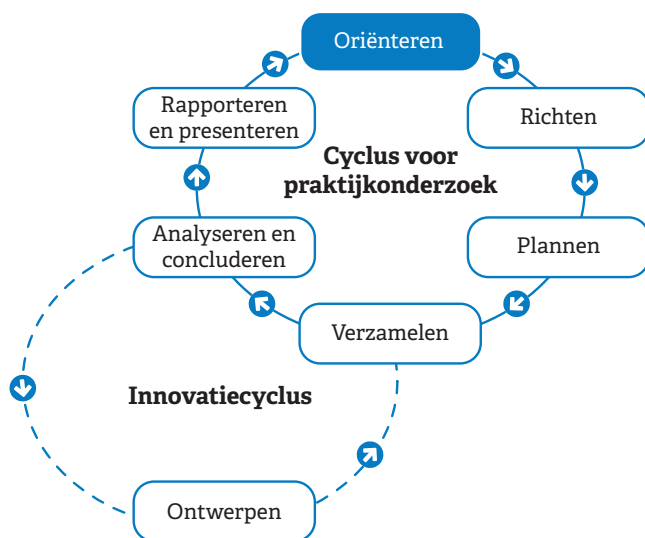 Oriënteren
Rapporteren
en presenteren
Richten
Cyclus voor
praktijkonderzoek
Analyseren en
concluderen
Plannen
Verzamelen
Innovatiecyclus
Ontwerpen